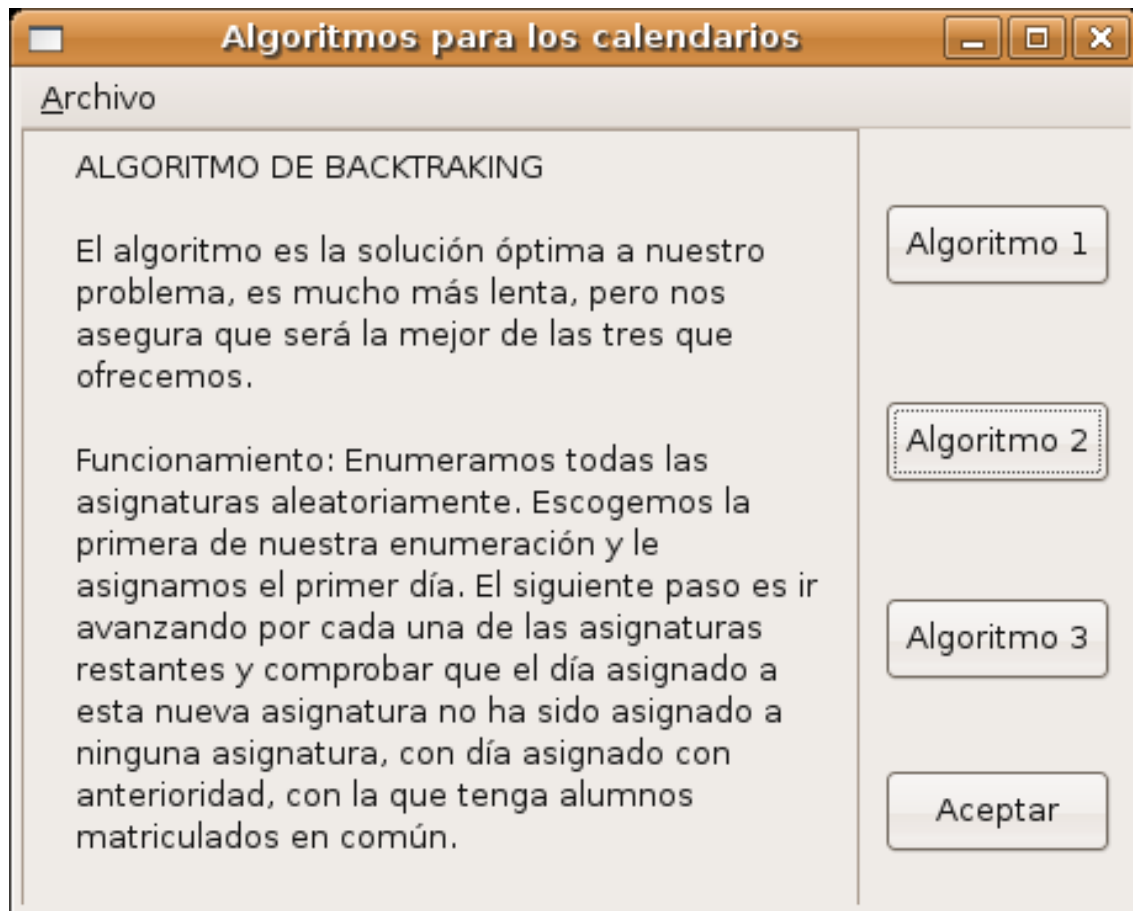 Algoritmos para los calendarios
Archivo
ALGORITMO DE BACKTRAKING
El algoritmo es la solución óptima a nuestro
problema, es mucho más lenta, pero nos
asegura que será la mejor de las tres que
ofrecemos.
Funcionamiento: Enumeramos todas las
asignaturas aleatoriamente. Escogemos la
primera de nuestra enumeración y le
asignamos el primer día. El siguiente paso es ir
avanzando por cada una de las asignaturas
restantes y comprobar que el día asignado a
esta nueva asignatura no ha sido asignado a
ninguna asignatura, con día asignado con
anterioridad, con la que tenga alumnos
matriculados en común.
Algoritmo 1
Algoritmo 2
Algoritmo 3
Aceptar